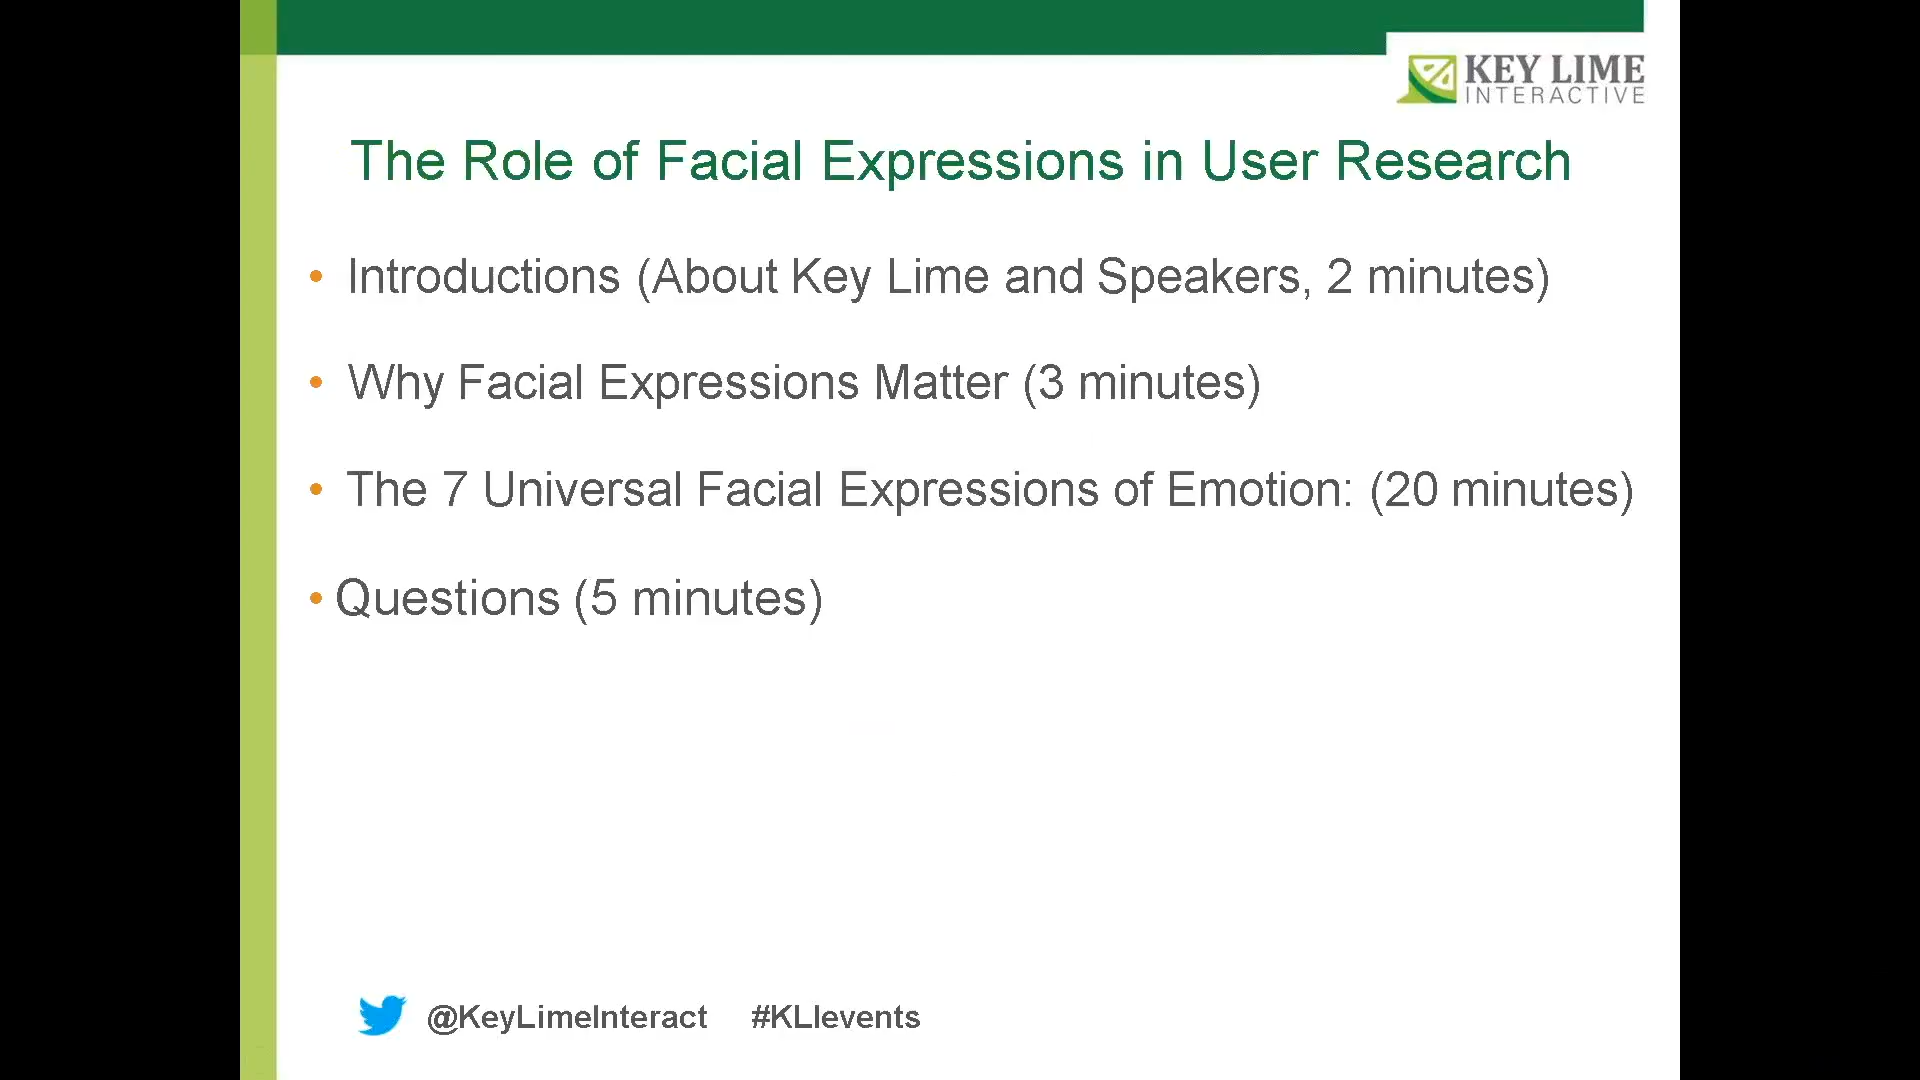 KEY LIME
INTERACTIVE
The Role of Facial Expressions in User Research
• Introductions (About Key Lime and Speakers, 2 minutes)
• Why Facial Expressions Matter (3 minutes)
• The 7 Universal Facial Expressions of Emotion: (20 minutes)
• Questions (5 minutes)
@KeyLimeInteract #KLIevents